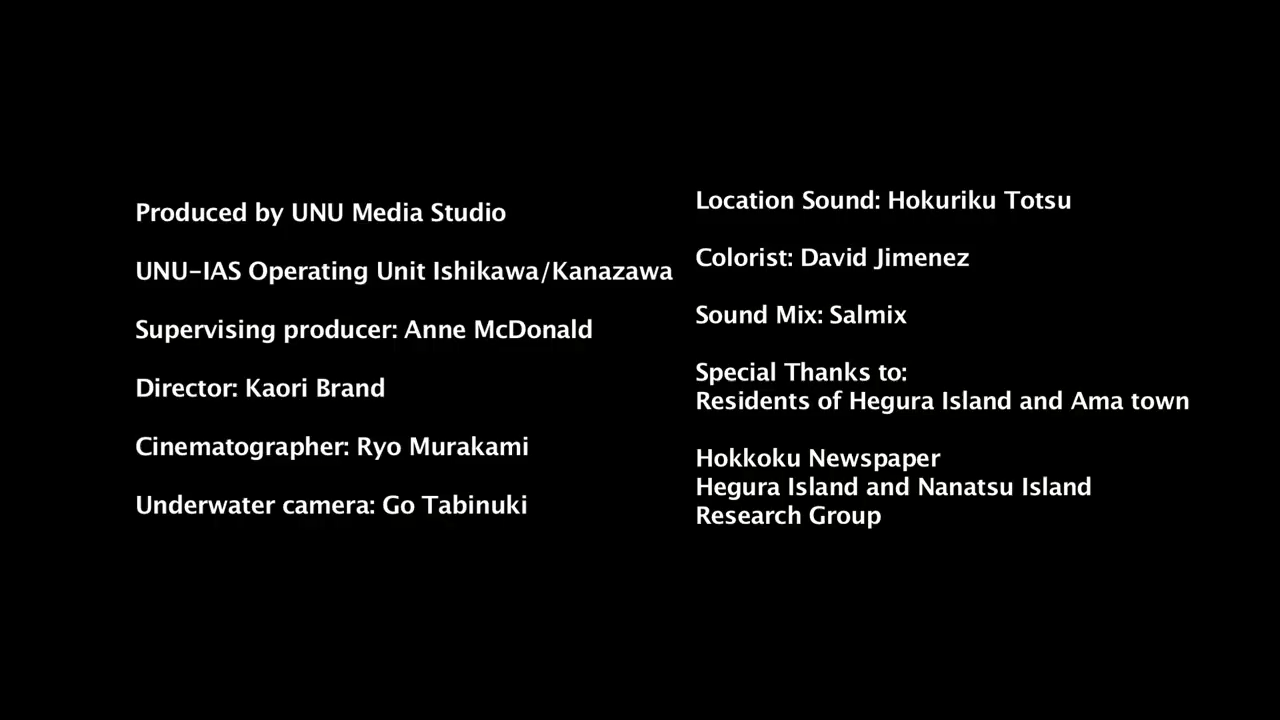 Produced by UNU Media Studio
UNU-IAS Operating Unit Ishikawa/Kanazawa
Supervising producer: Anne McDonald
Director: Kaori Brand
Cinematographer: Ryo Murakami
Underwater camera: Go Tabinuki
Location Sound: Hokuriku Totsu
Colorist: David Jimenez
Sound Mix: Salmix
Special Thanks to:
Residents of Hegura Island and Ama town
Hokkoku Newspaper
Hegura Island and Nanatsu Island
Research Group